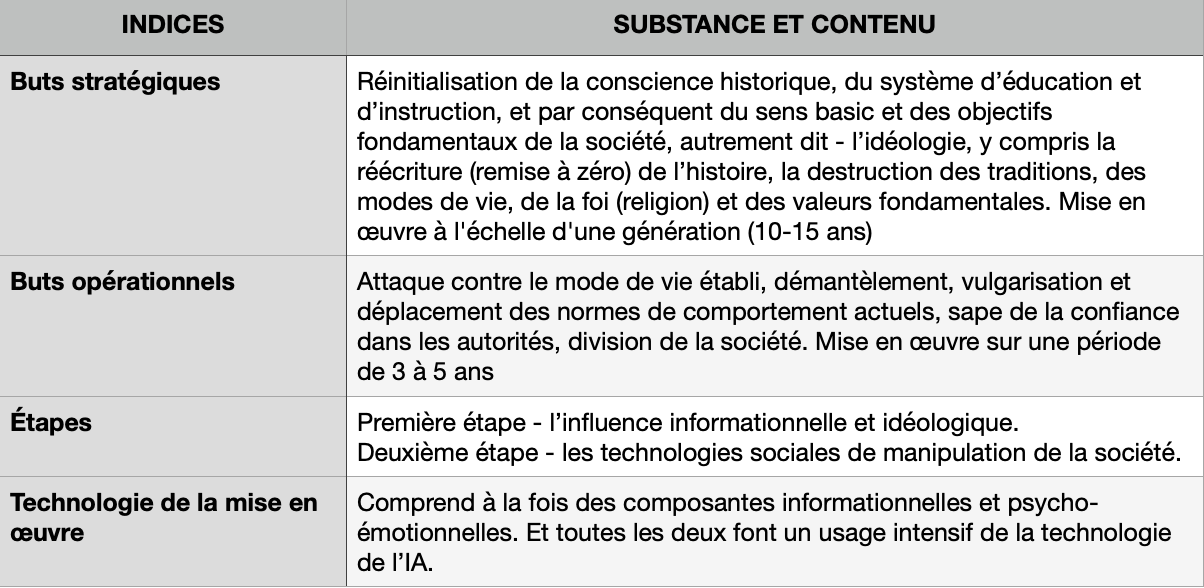 INDICES
SUBSTANCE ET CONTENU
Buts stratégiques
Réinitialisation de la conscience historique, du système d’éducation et
d’instruction, et par conséquent du sens basic et des objectifs
fondamentaux de la société, autrement dit - l’idéologie, y compris la
réécriture (remise à zéro) de l’histoire, la destruction des traditions, des
modes de vie, de la foi (religion) et des valeurs fondamentales. Mise en
œuvre à l'échelle d'une génération (10-15 ans)
Buts opérationnels
Attaque contre le mode de vie établi, démantèlement, vulgarisation et
déplacement des normes de comportement actuels, sape de la confiance
dans les autorités, division de la société. Mise en œuvre sur une période
de 3 à 5 ans
Étapes
Première étape - l’influence informationnelle et idéologique.
Deuxième étape - les technologies sociales de manipulation de la société.
Technologie de la mise en
œuvre
Comprend à la fois des composantes informationnelles et psycho-
émotionnelles. Et toutes les deux font un usage intensif de la technologie
de l’IA.